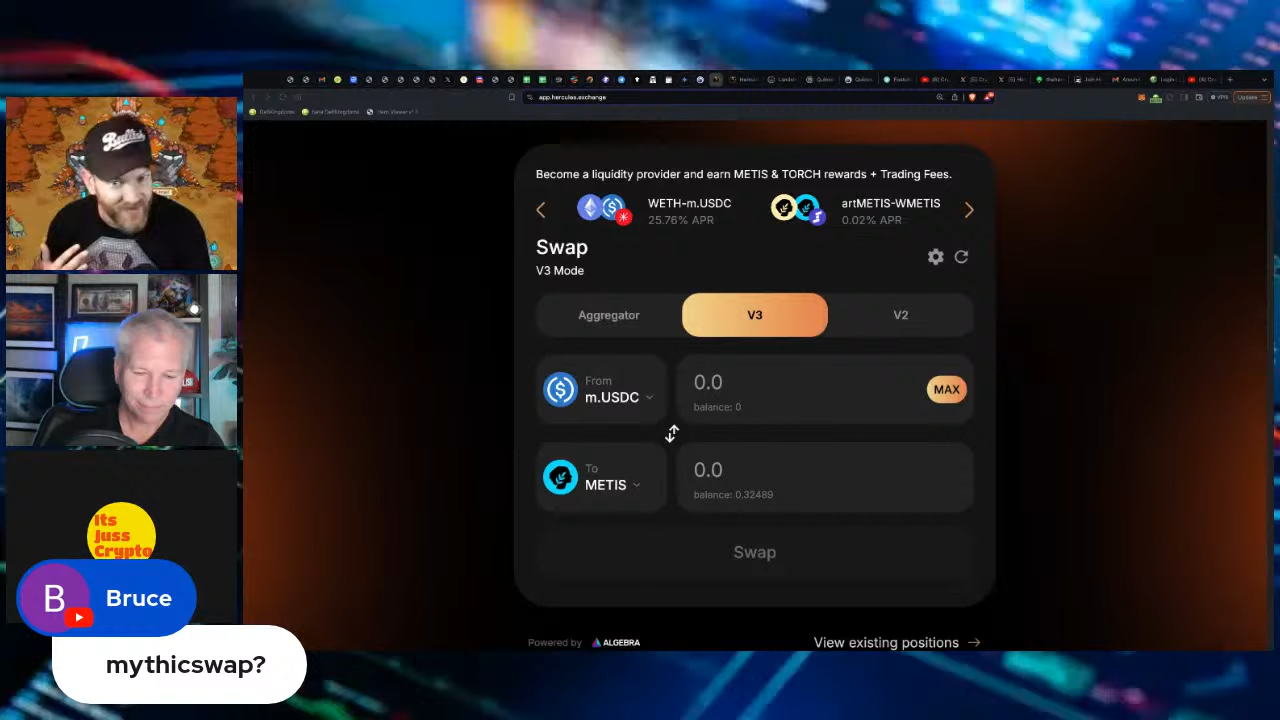 app.hercules.exchange
Become a liquidity provider and earn METIS & TORCH rewards + Trading Fees.
WETH-m.USDC
25.76% APR
artMETIS-WMETIS
0.02% APR
Swap
V3 Mode
Aggregator
V3
V2
From
m.USDC
0.0
balance: 0
MAX
To
METIS
0.0
balance: 0.32489
Swap
Powered by
ALGEBRA
View existing positions →
Its
Juss
Crypto
B
Bruce
mythicswap?